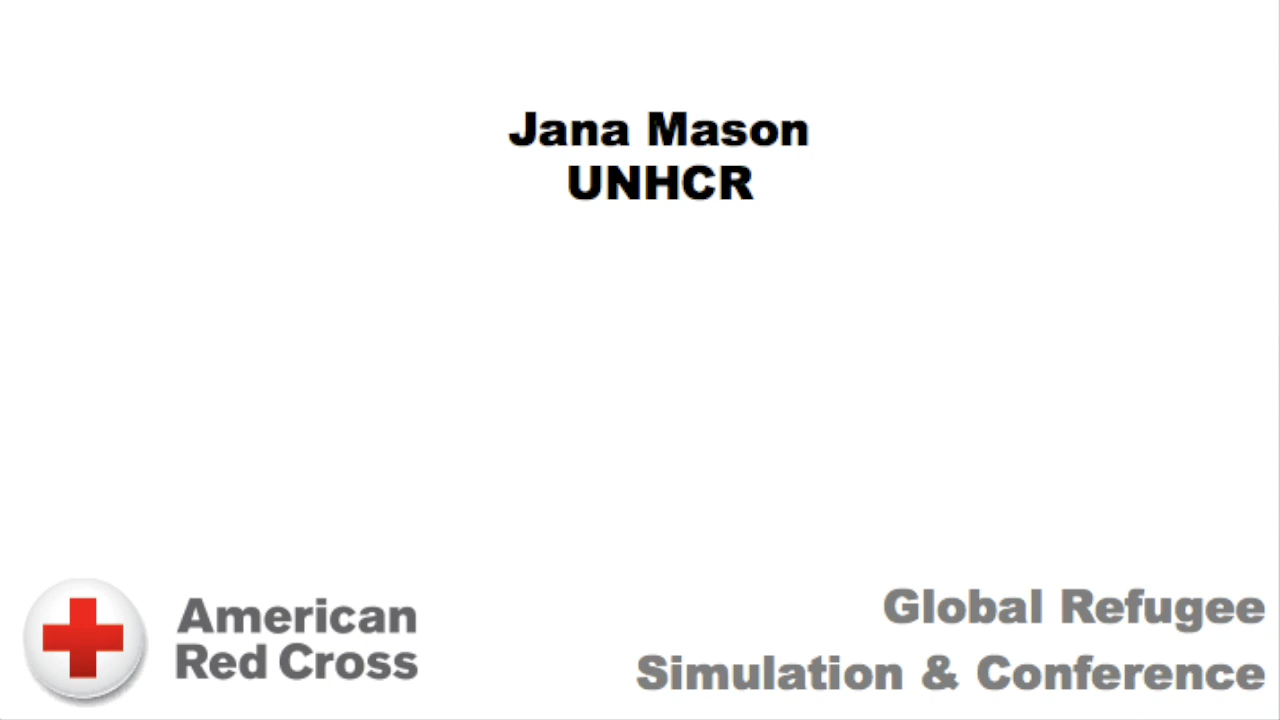 Jana Mason
UNHCR
American
Red Cross
Global Refugee
Simulation & Conference